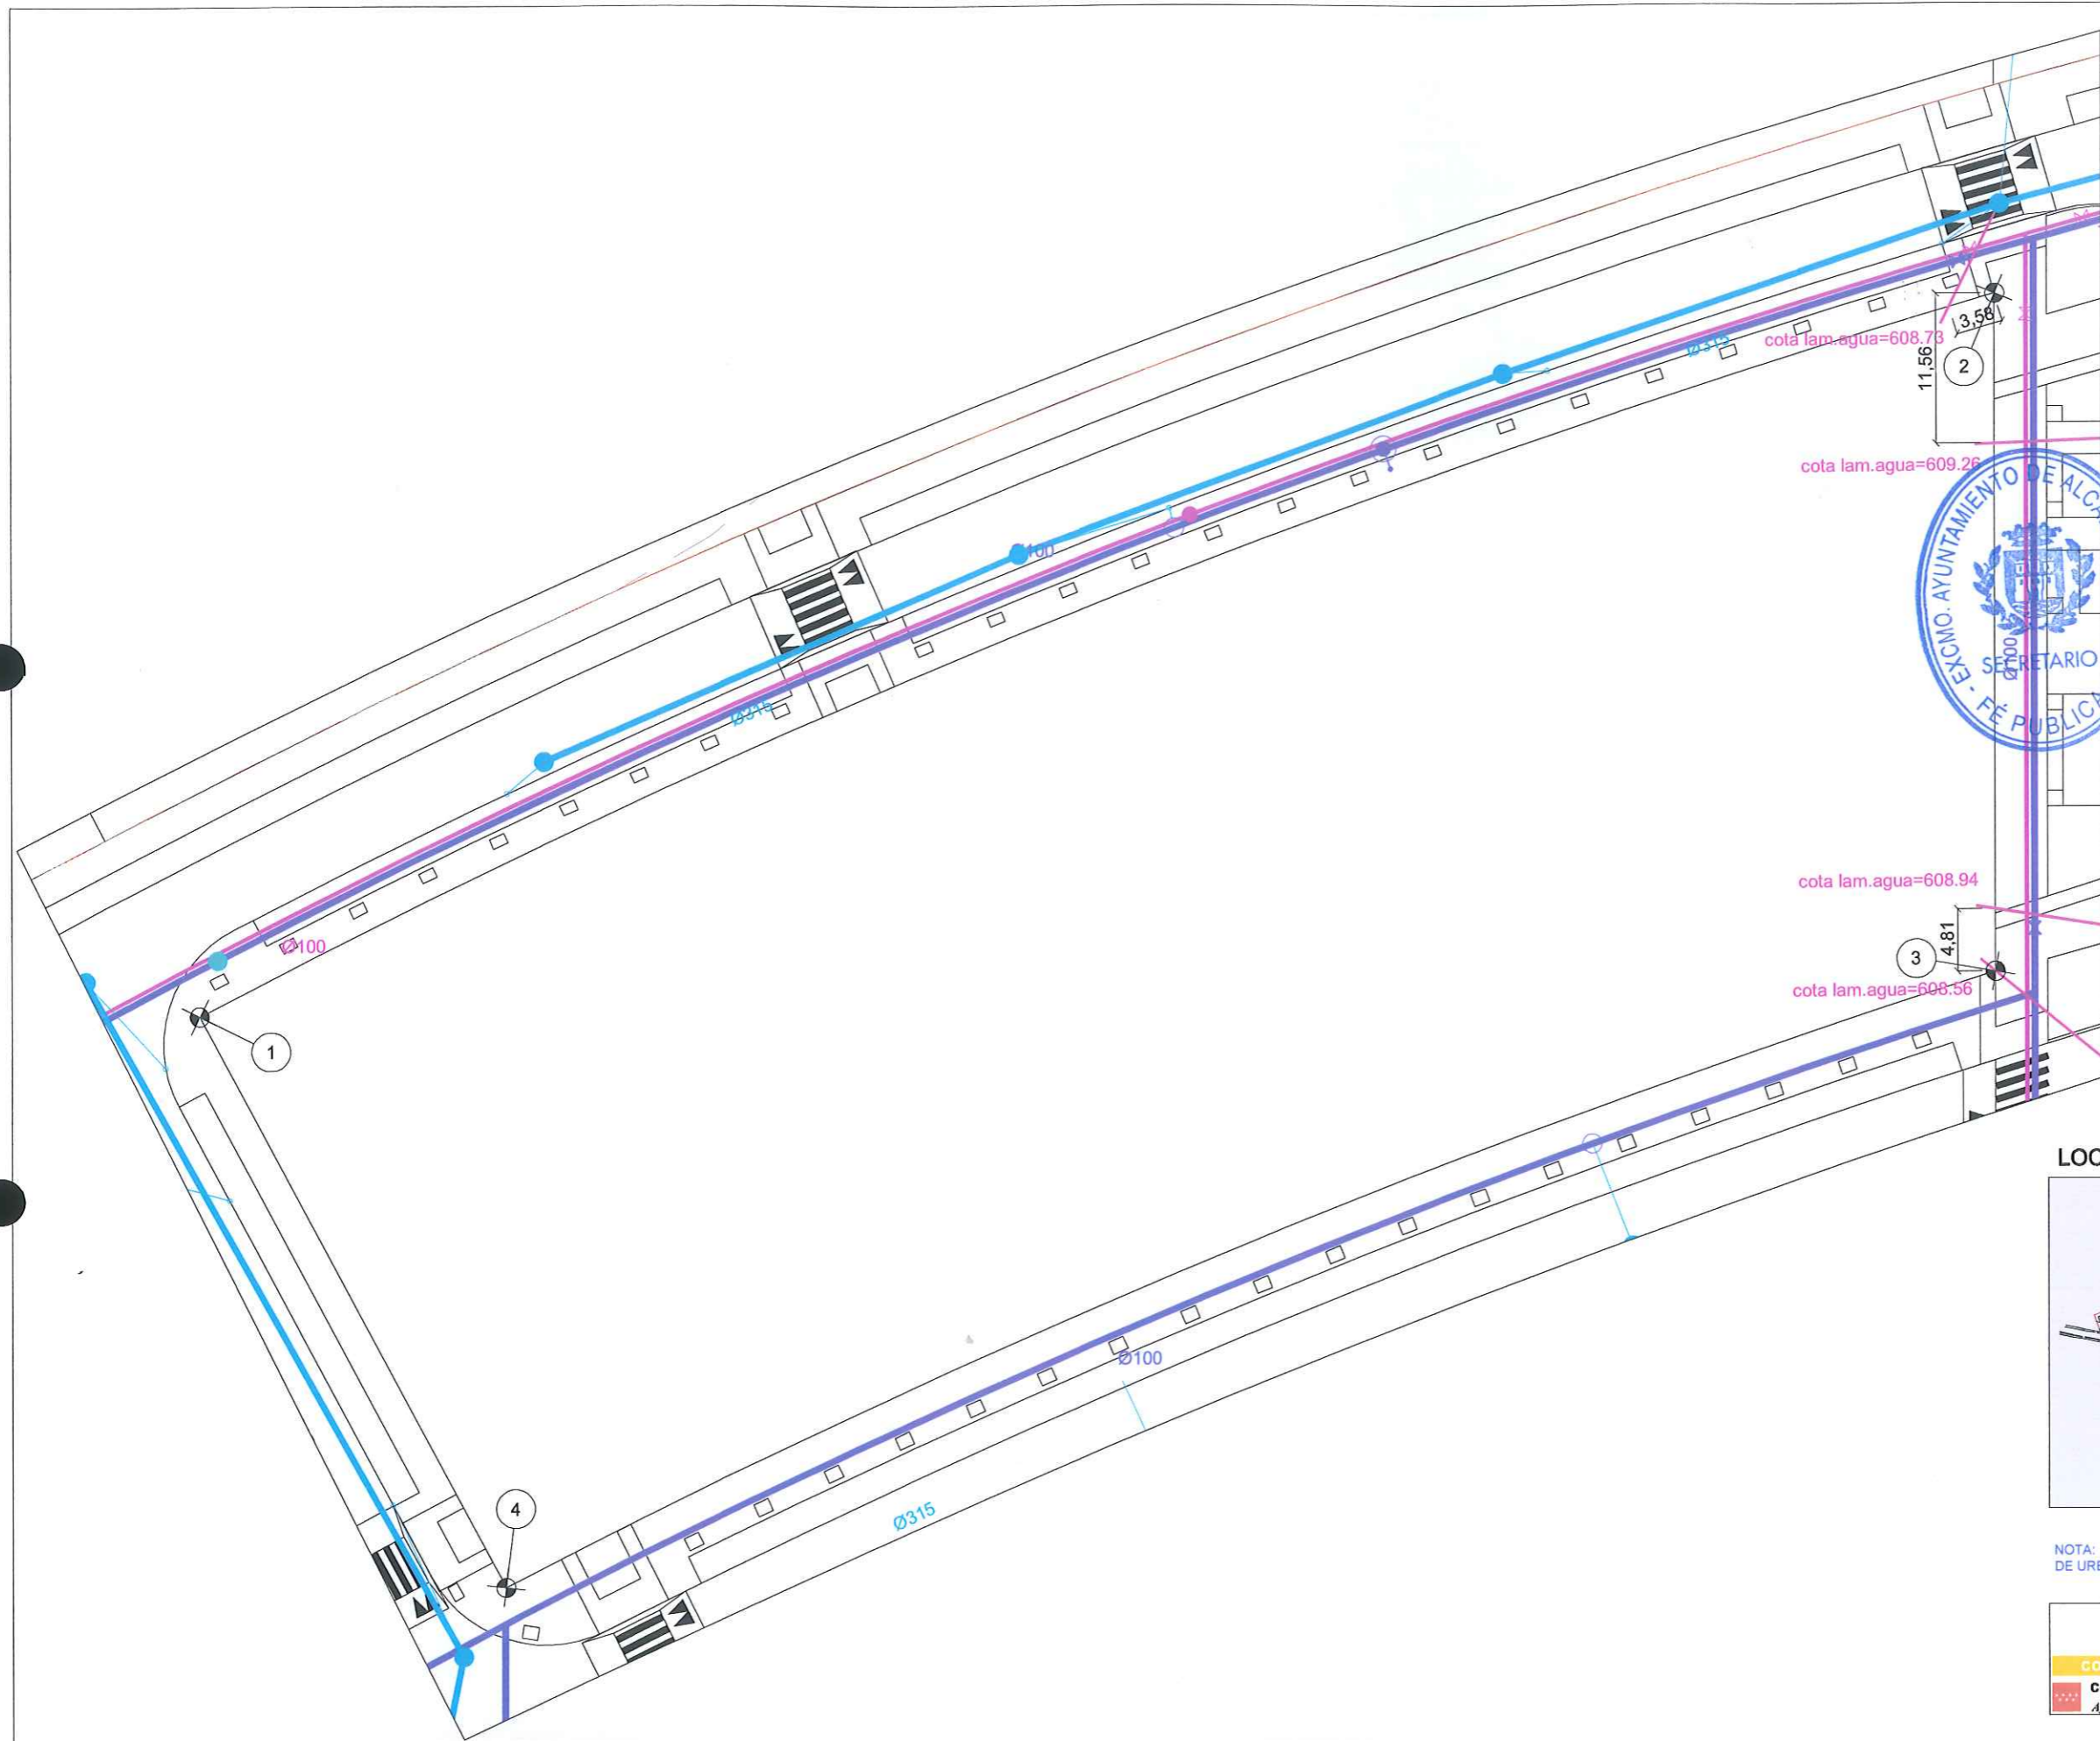 Ø315
cota lam.agua=608.73
3,58
11,56
2
cota lam.agua=609.26
EXCMO. AYUNTAMIENTO DE ALCA
SECRETARIO
FÉ PUBLICA
Ø100
Ø100
Ø315
cota lam.agua=608.94
4,81
3
cota lam.agua=608.56
Ø100
1
LOC
Ø100
4
Ø315
NOTA:
DE URB
CO
C